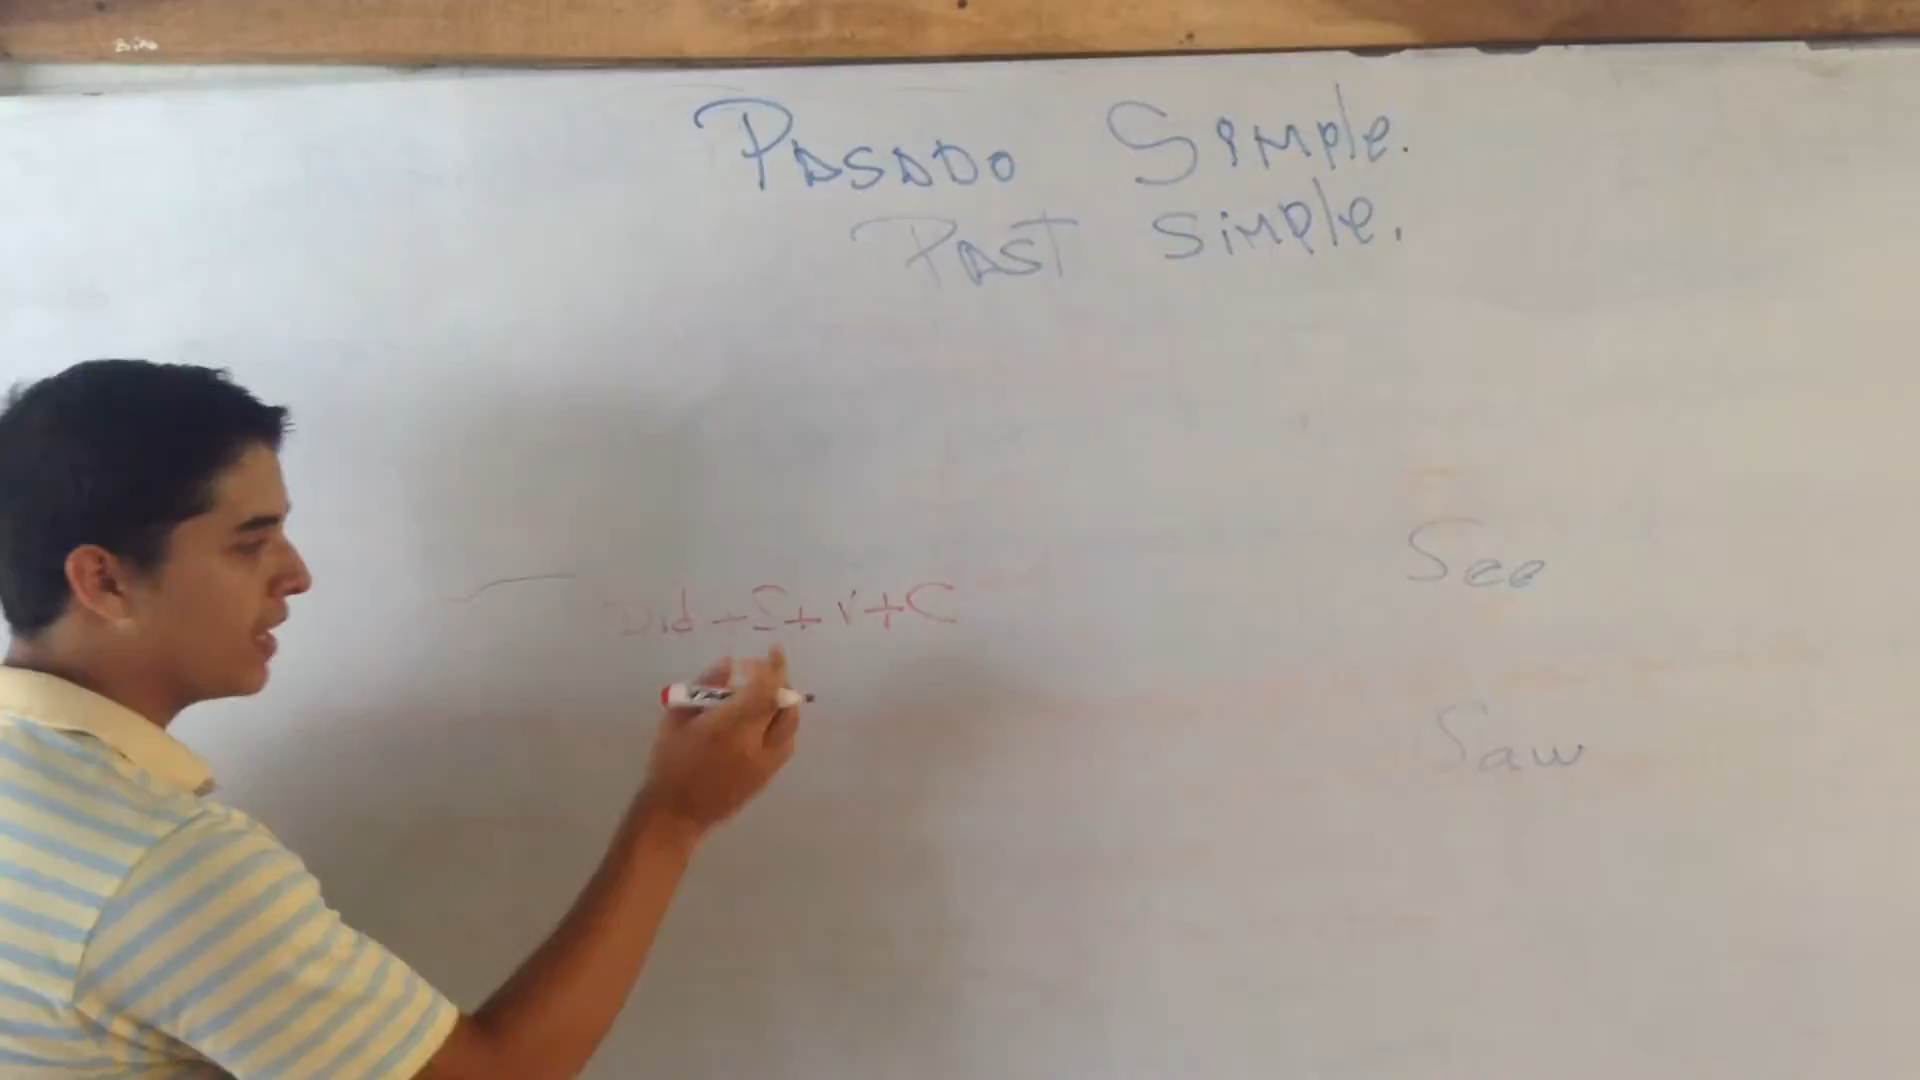 PASADO SIMPLE.
PAST SIMPLE.
See
Did + S + V + C
Saw